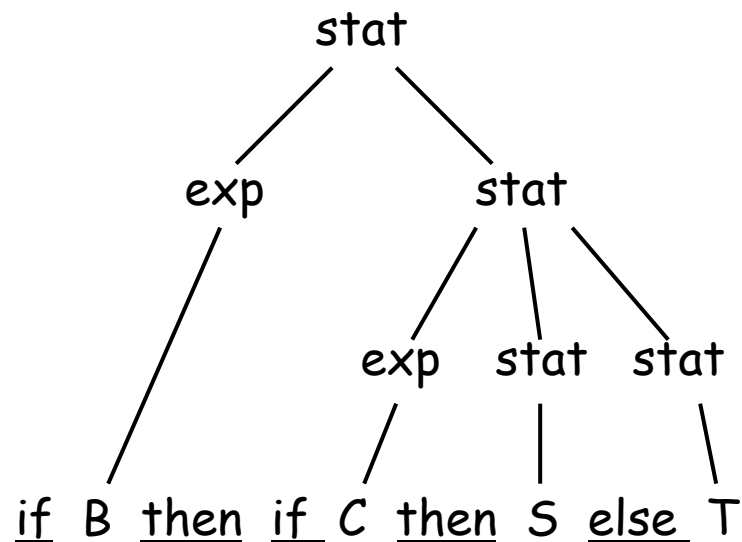 stat
exp stat
exp stat stat
if B then if C then S else T